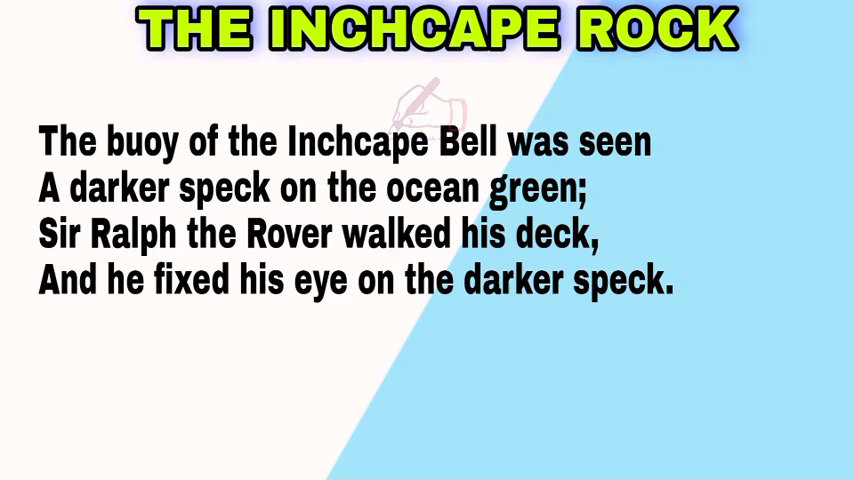 THE INCHCAPE ROCK
The buoy of the Inchcape Bell was seen
A darker speck on the ocean green;
Sir Ralph the Rover walked his deck,
And he fixed his eye on the darker speck.